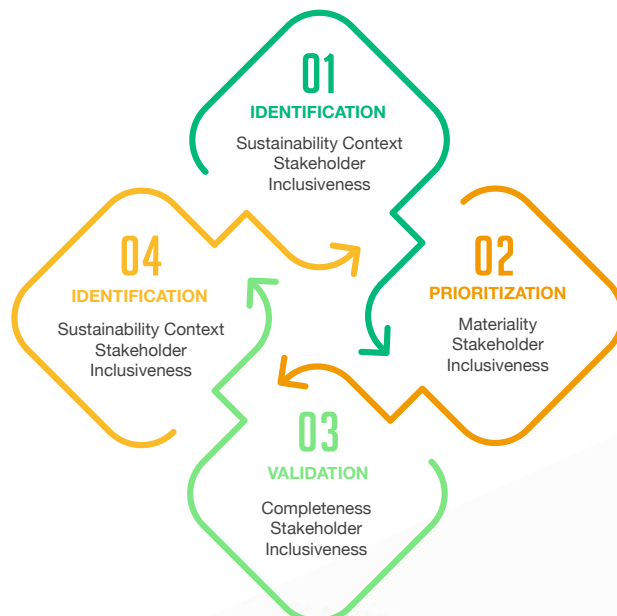 01
IDENTIFICATION
Sustainability Context
Stakeholder
Inclusiveness
02
PRIORITIZATION
Materiality
Stakeholder
Inclusiveness
03
VALIDATION
Completeness
Stakeholder
Inclusiveness
04
IDENTIFICATION
Sustainability Context
Stakeholder
Inclusiveness